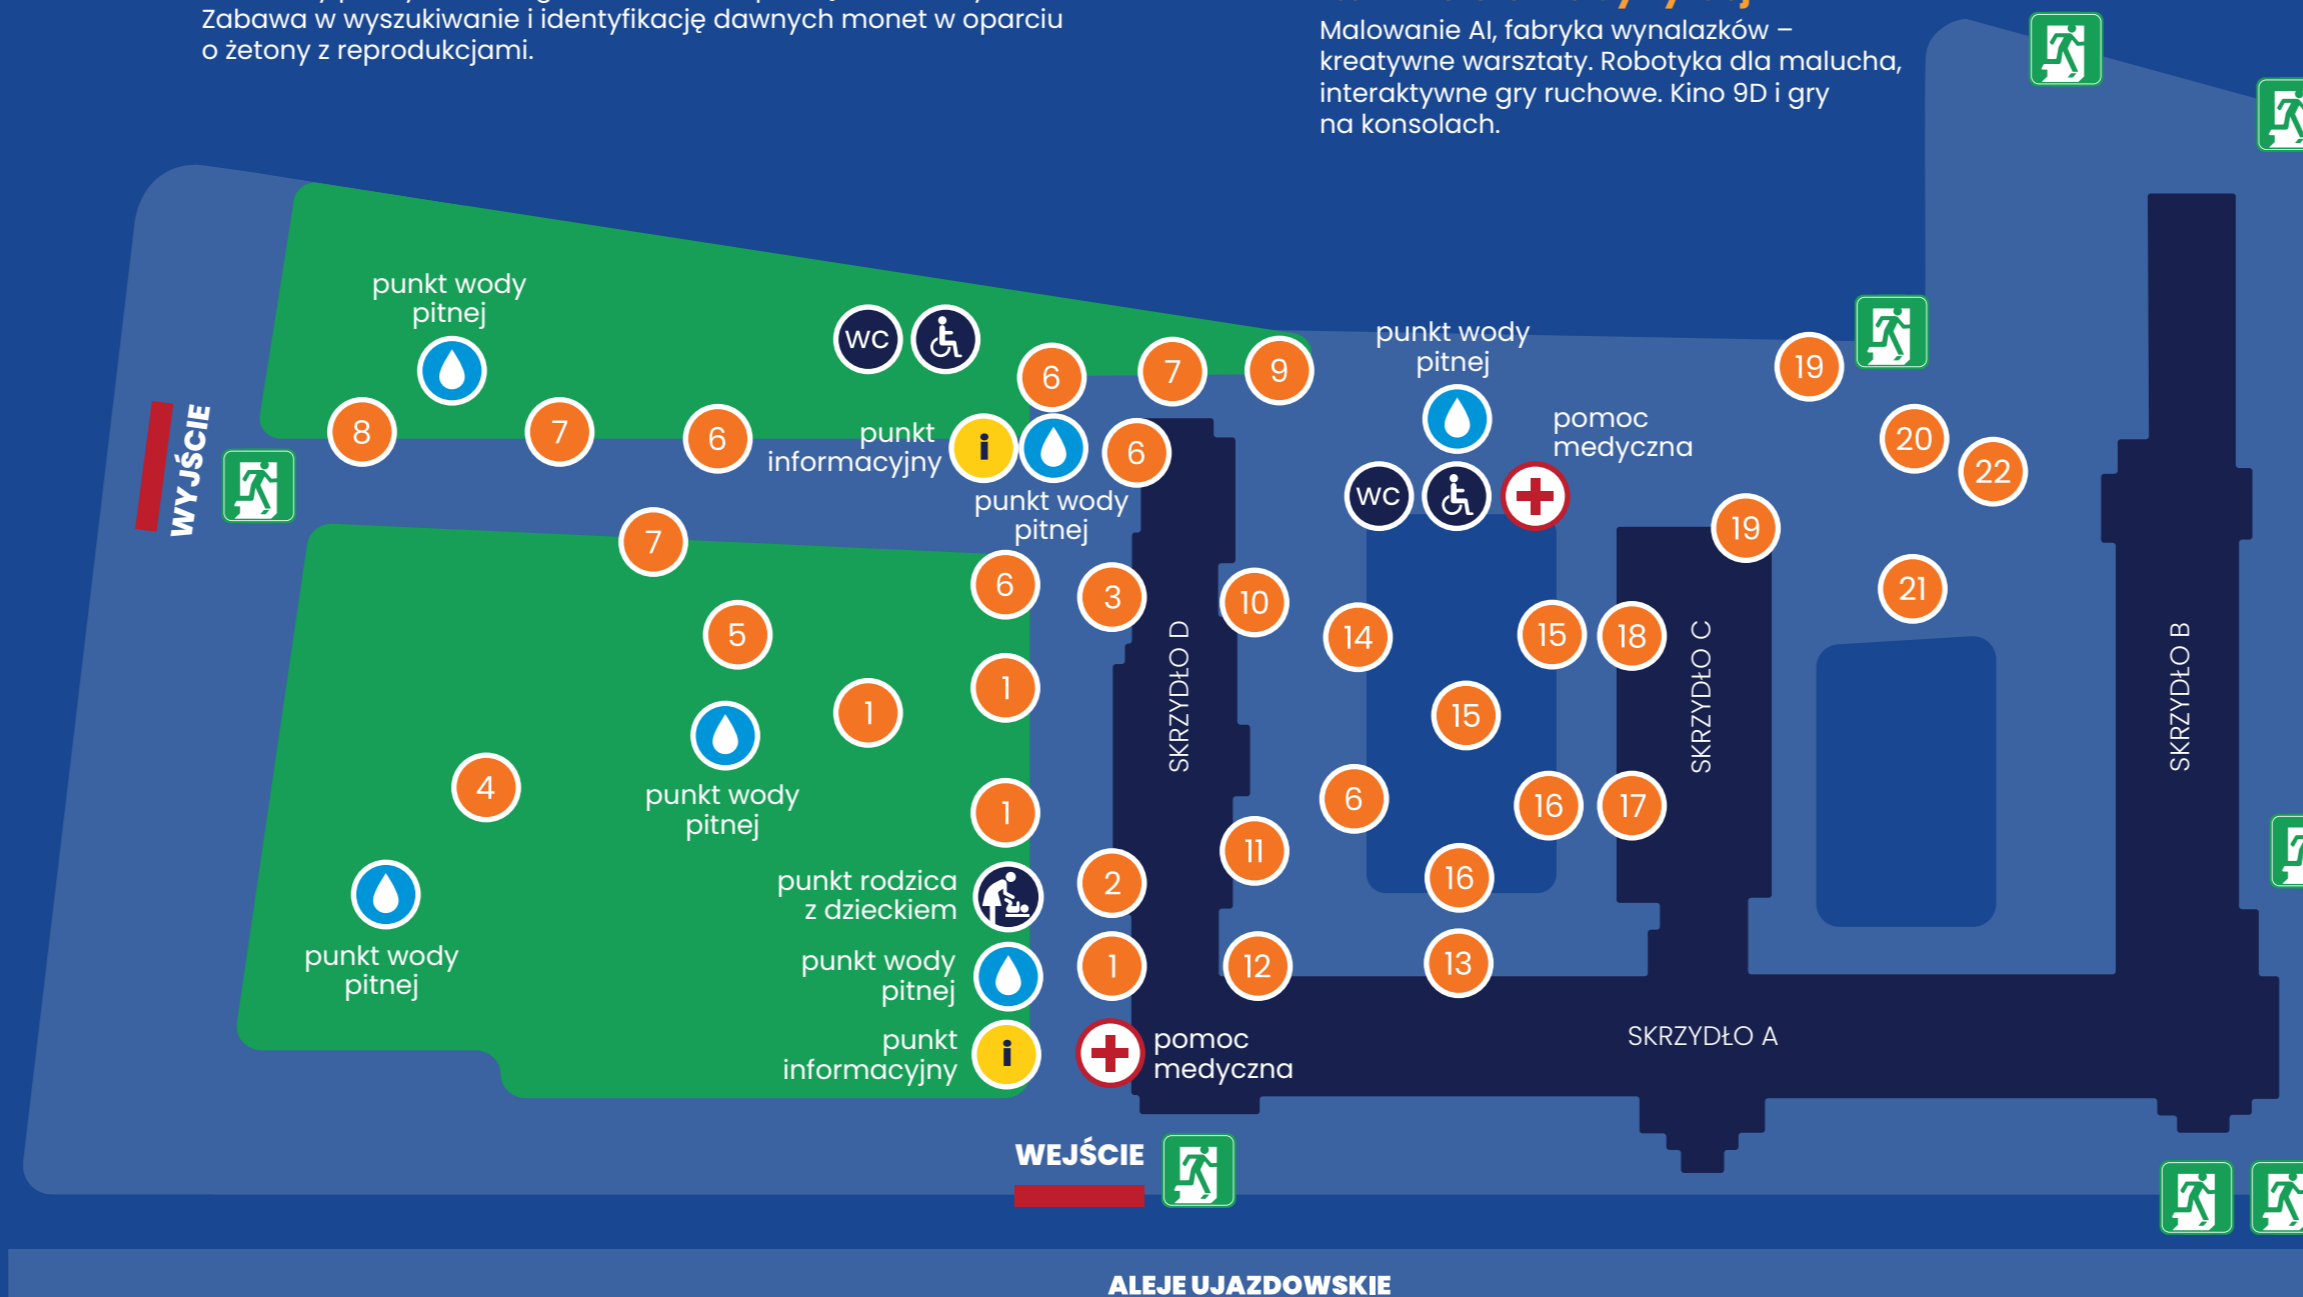 Zabawa w wyszukiwanie i identyfikację dawnych monet w oparciu
o żetony z reprodukcjami.
Malowanie AI, fabryka wynalazków –
kreatywne warsztaty. Robotyka dla malucha,
interaktywne gry ruchowe. Kino 9D i gry
na konsolach.
punkt wody
pitnej
WC
6
7
9
punkt wody
pitnej
19
WYJŚCIE
8
7
6
punkt
informacyjny
i
6
punkt wody
pitnej
pomoc
medyczna
WC
20
22
7
19
6
3
10
14
15
18
21
5
1
1
15
SKRZYDŁO D
SKRZYDŁO C
SKRZYDŁO B
4
punkt wody
pitnej
1
6
16
17
11
2
16
punkt rodzica
z dzieckiem
punkt wody
pitnej
punkt wody
pitnej
1
12
13
punkt
informacyjny
i
pomoc
medyczna
SKRZYDŁO A
WEJŚCIE
ALEJE UJAZDOWSKIE